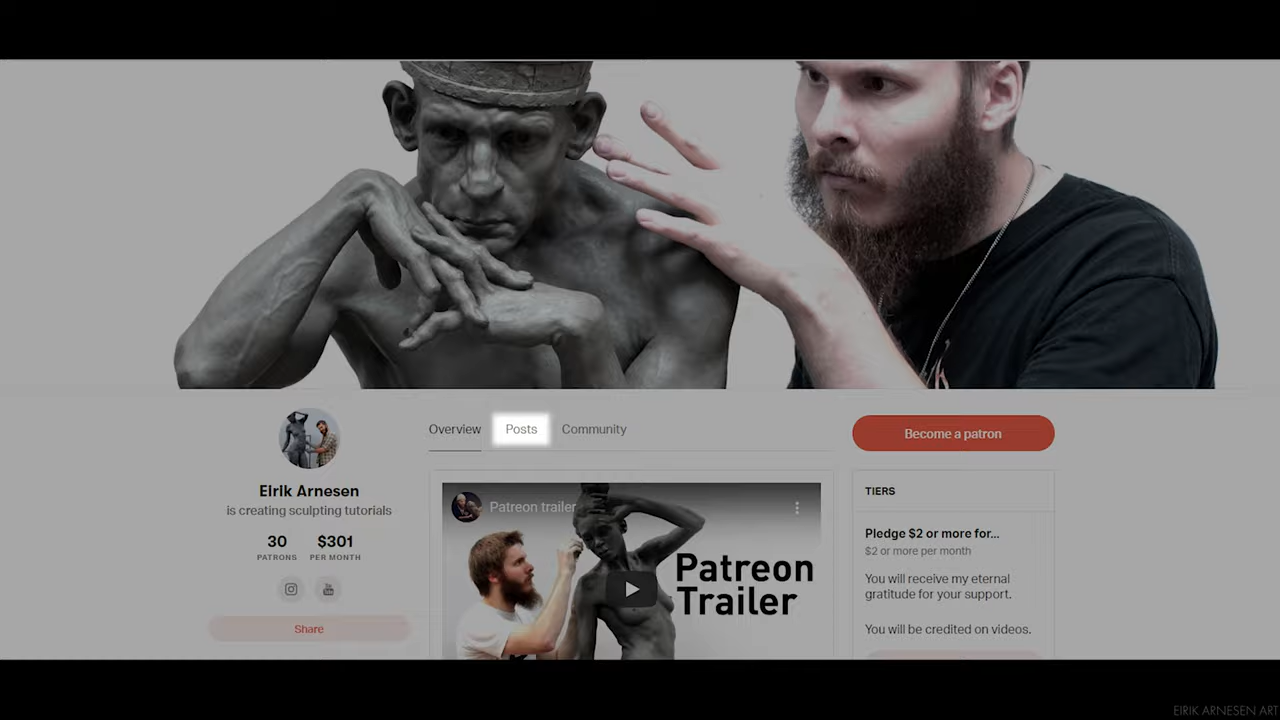 Overview
Posts
Community
Become a patron
Eirik Arnesen
is creating sculpting tutorials
30
$301
PATRONS
PER MONTH
Share
Patreon trailer
Patreon
Trailer
TIERS
Pledge $2 or more for...
$2 or more per month
You will receive my eternal
gratitude for your support.
You will be credited on videos.
EIRIK ARNESEN ART